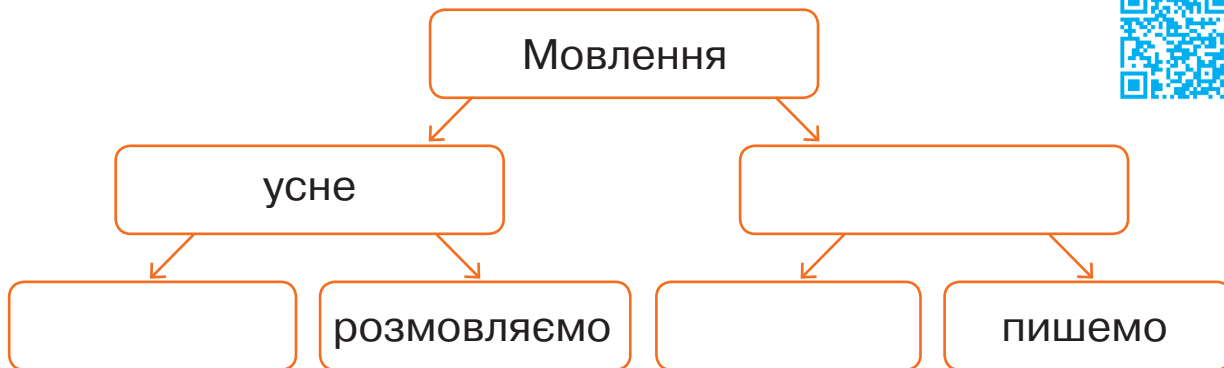 Мовлення
усне
розмовляємо
пишемо